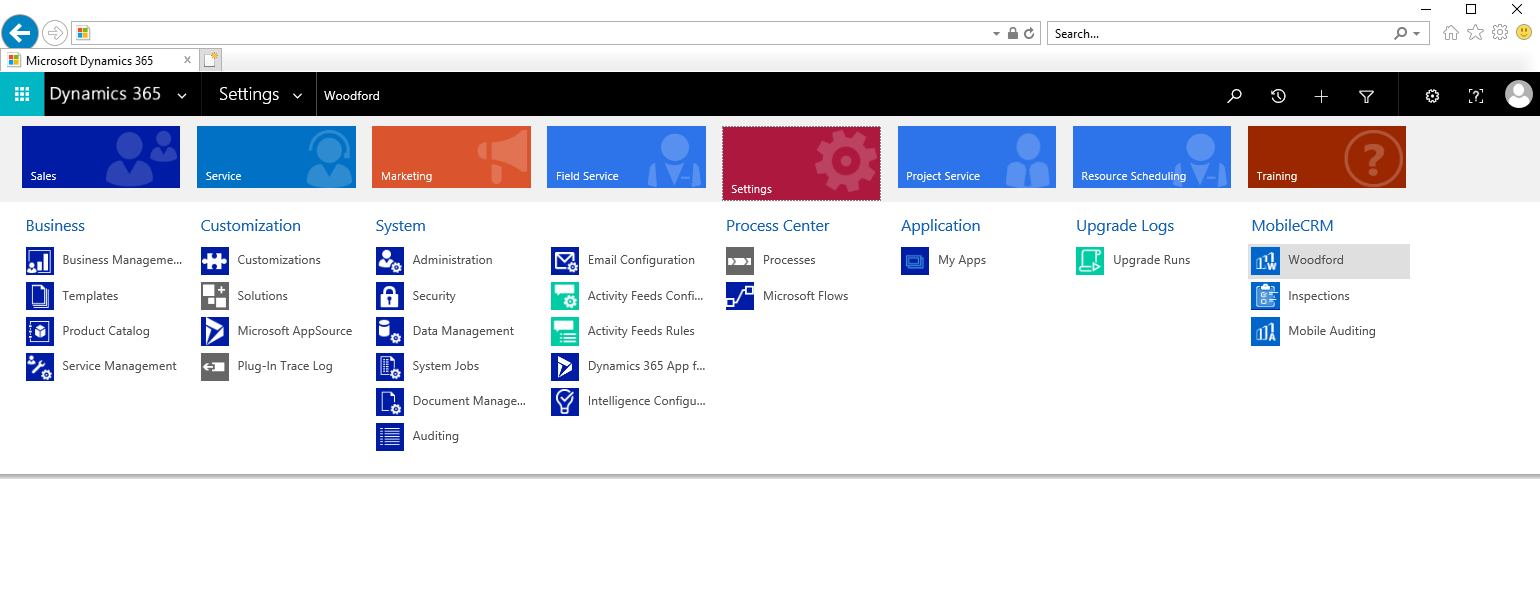 Search...
Microsoft Dynamics 365
Dynamics 365
Settings
Woodford
Sales
Service
Marketing
Field Service
Settings
Project Service
Resource Scheduling
Training
Business
Business Manageme...
Templates
Product Catalog
Service Management
Customization
Customizations
Solutions
Microsoft AppSource
Plug-In Trace Log
System
Administration
Security
Data Management
System Jobs
Document Manage...
Auditing
Email Configuration
Activity Feeds Confi...
Activity Feeds Rules
Dynamics 365 App f...
Intelligence Configu...
Process Center
Processes
Microsoft Flows
Application
My Apps
Upgrade Logs
Upgrade Runs
MobileCRM
Woodford
Inspections
Mobile Auditing